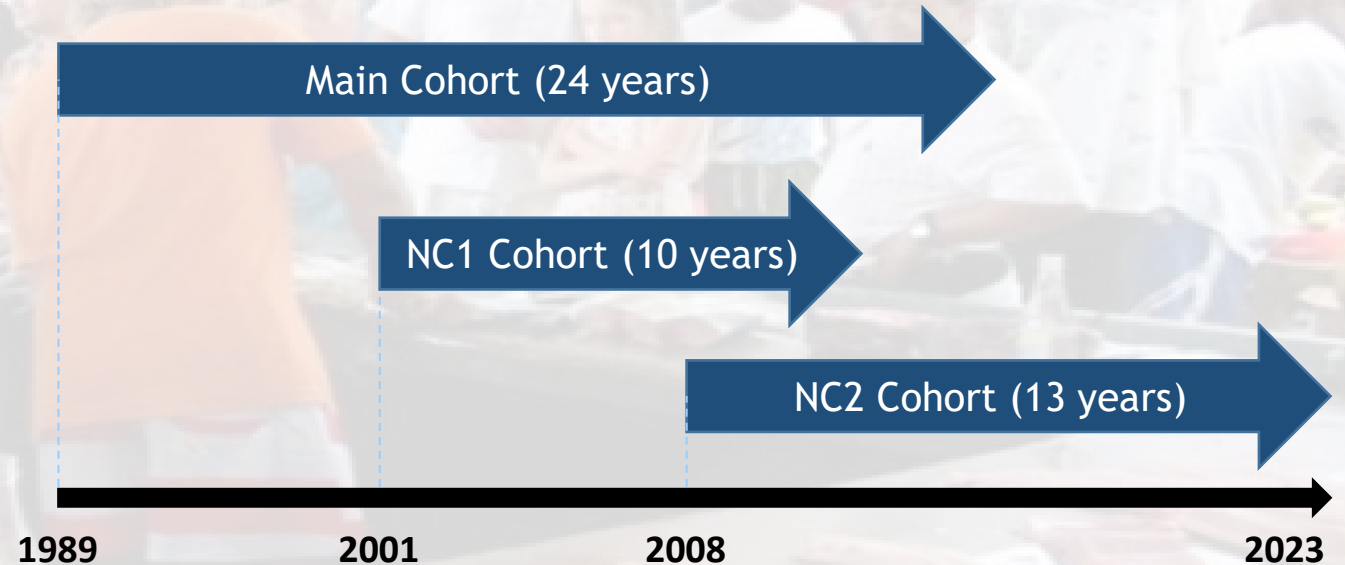 Main Cohort (24 years)
NC1 Cohort (10 years)
NC2 Cohort (13 years)
1989 2001 2008 2023